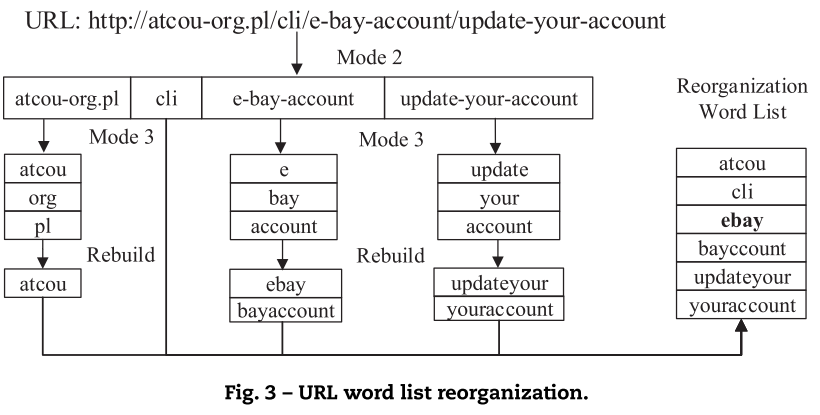 URL: http://atcou-org.pl/cli/e-bay-account/update-your-account
Mode 2
atcou-org.pl
cli
e-bay-account
update-your-account
Reorganization
Word List
Mode 3
Mode 3
atcou
org
pl
e
bay
account
update
your
account
Rebuild
Rebuild
atcou
ebay
bayaccount
updateyour
youraccount
atcou
cli
ebay
bayccount
updateyour
youraccount
Fig. 3 – URL word list reorganization.